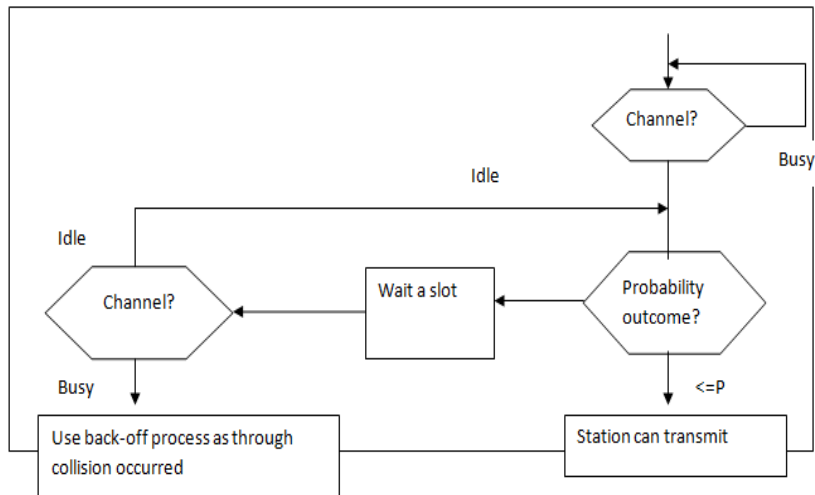 Channel?
Busy
Idle
Idle
Channel?
Wait a slot
Probability
outcome?
Busy
<=P
Use back-off process as through
collision occurred
Station can transmit